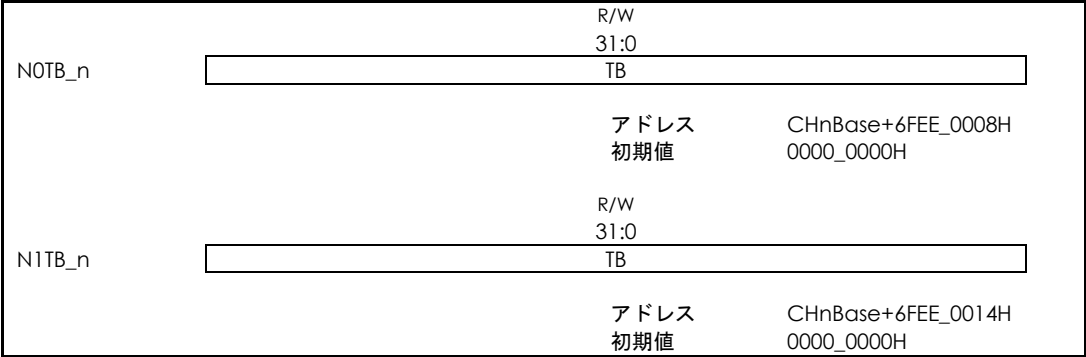 R/W
31:0
N0TB_n TB
アドレス CHnBase+6FEE_0008H
初期値 0000_0000H
R/W
31:0
N1TB_n TB
アドレス CHnBase+6FEE_0014H
初期値 0000_0000H